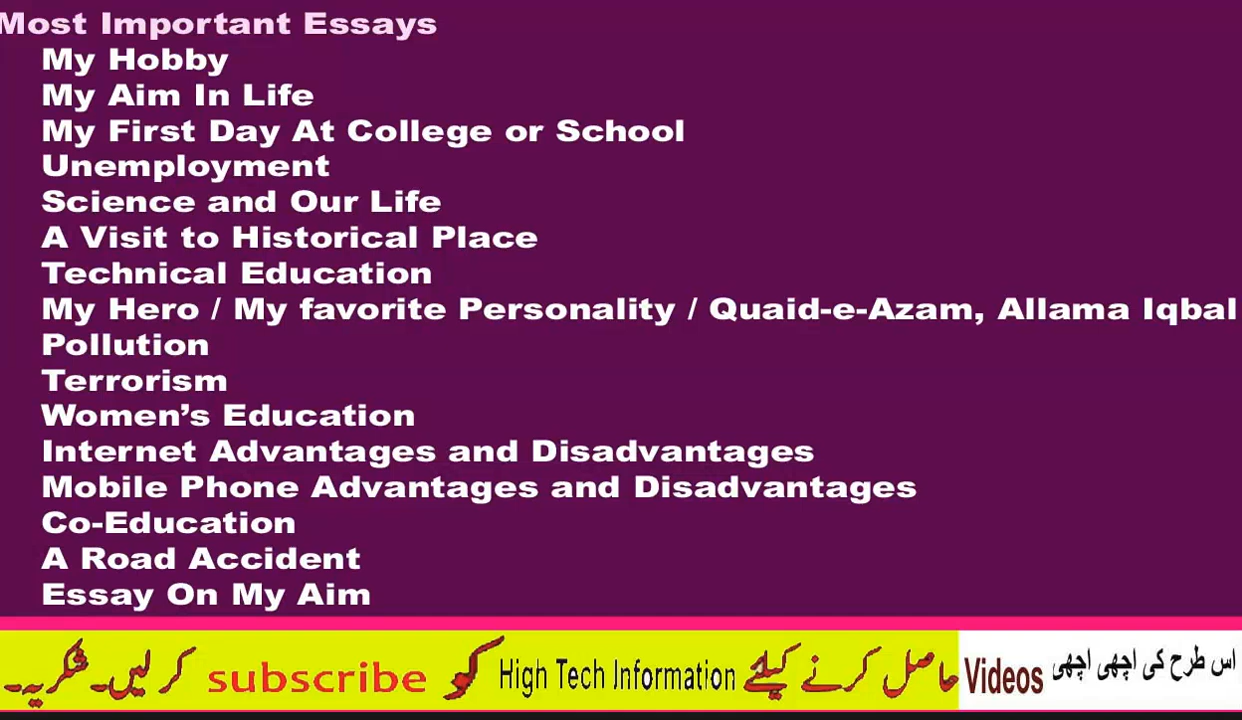 Most Important Essays
My Hobby
My Aim In Life
My First Day At College or School
Unemployment
Science and Our Life
A Visit to Historical Place
Technical Education
My Hero / My favorite Personality / Quaid-e-Azam, Allama Iqbal
Pollution
Terrorism
Women’s Education
Internet Advantages and Disadvantages
Mobile Phone Advantages and Disadvantages
Co-Education
A Road Accident
Essay On My Aim
اس طرح کی اچھی اچھی Videos حاصل کرنے کیلئے High Tech Information کو subscribe کر لیں۔ شکریہ۔